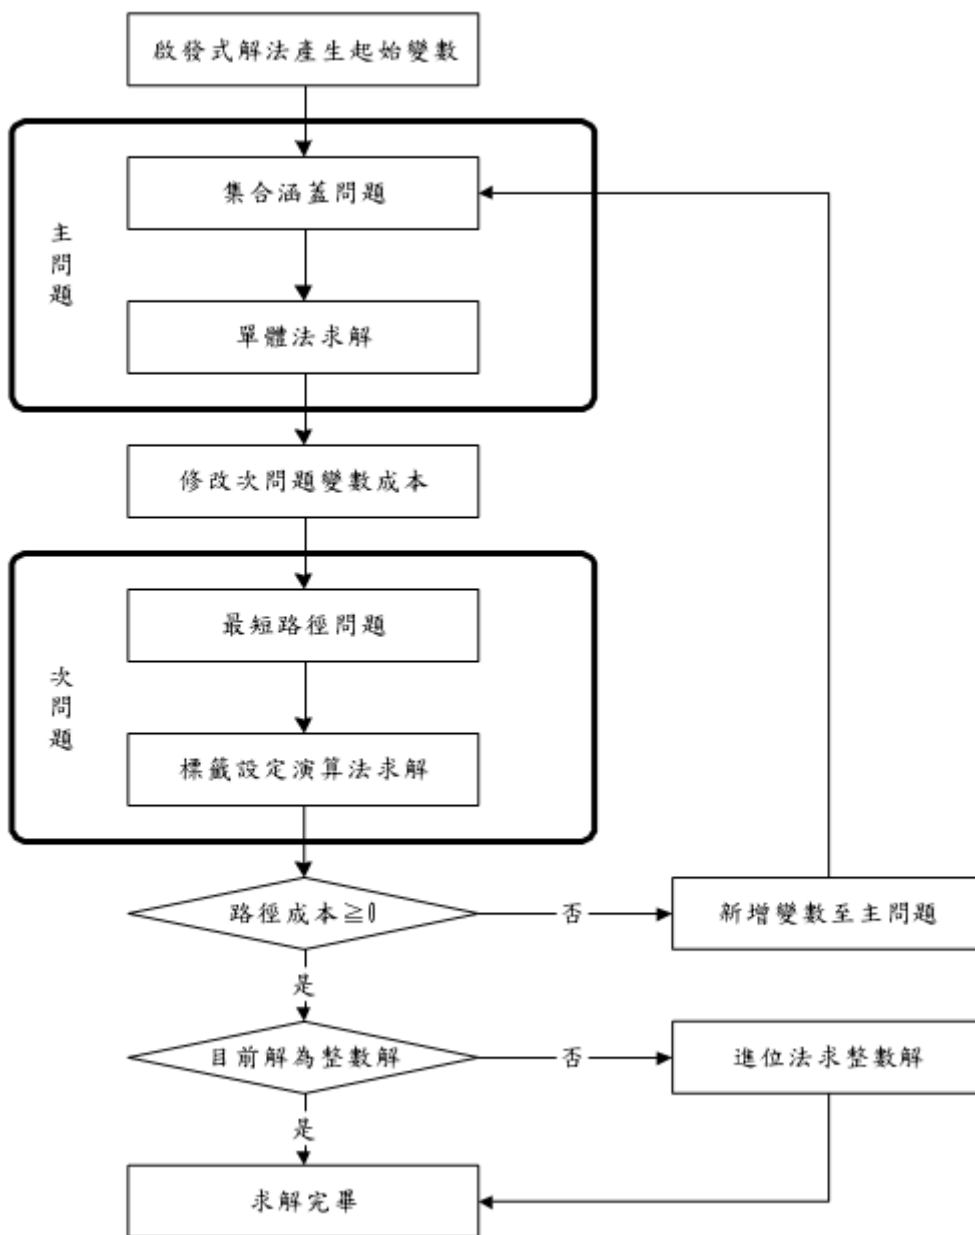 啟發式解法產生起始變數
集合涵蓋問題
主問題
單體法求解
修改次問題變數成本
最短路徑問題
次問題
標籤設定演算法求解
路徑成本≧0
否
新增變數至主問題
是
目前解為整數解
否
進位法求整數解
是
求解完畢